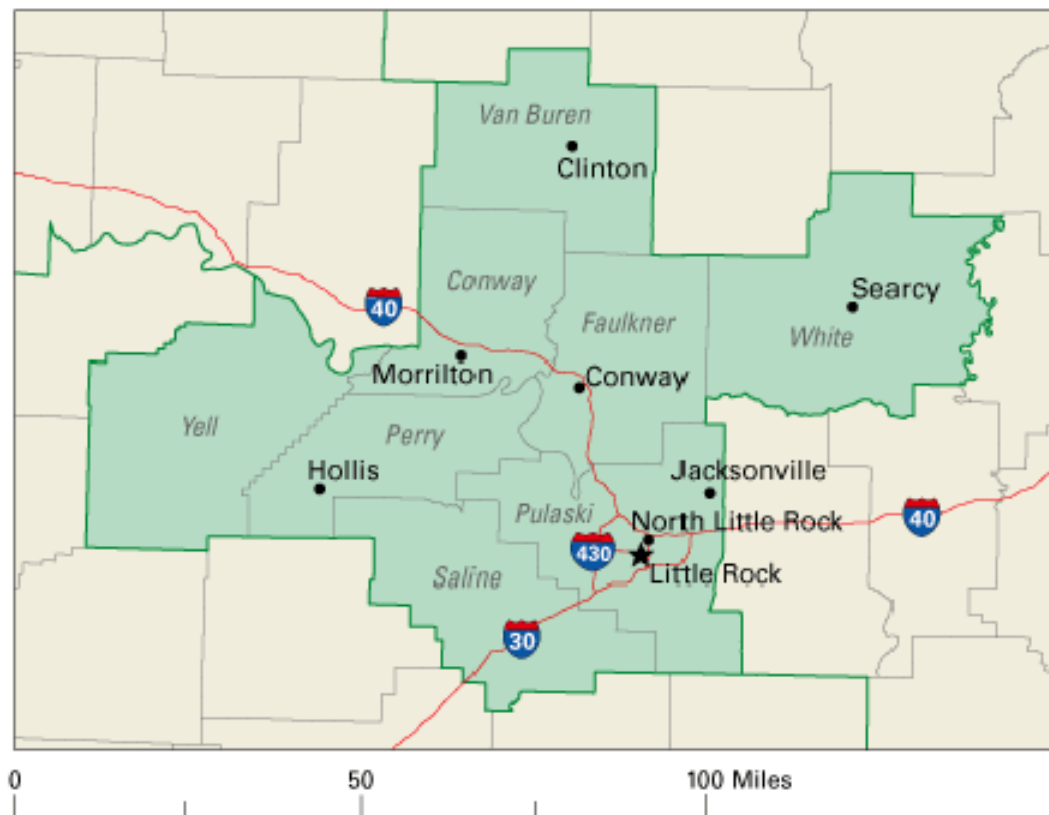 Van Buren
Clinton
Conway
Searcy
40
Faulkner
White
Morrilton
Conway
Yell
Perry
Hollis
Jacksonville
Pulaski
North Little Rock
40
430
Little Rock
Saline
30
0 50 100 Miles